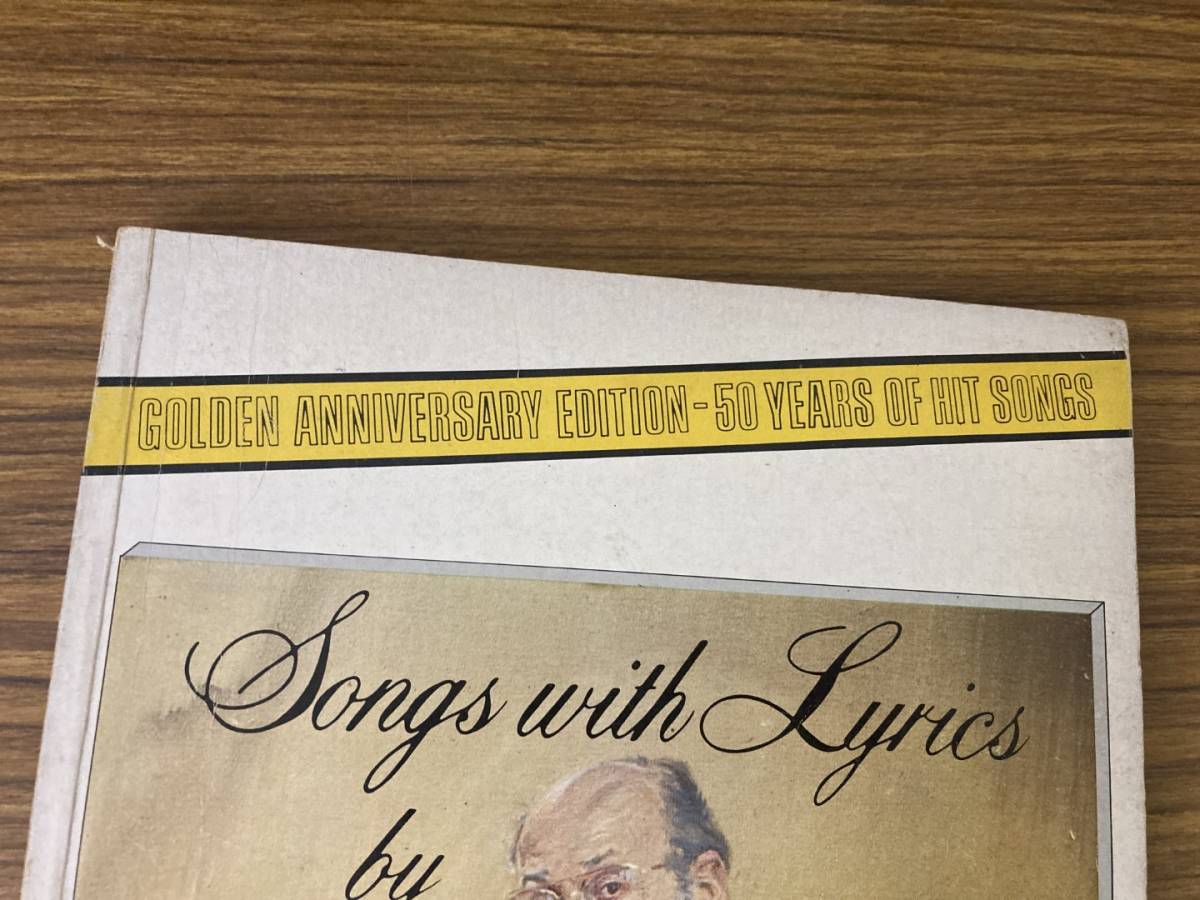 GOLDEN ANNIVERSARY EDITION - 50 YEARS OF HIT SONGS
Songs with Lyrics
by